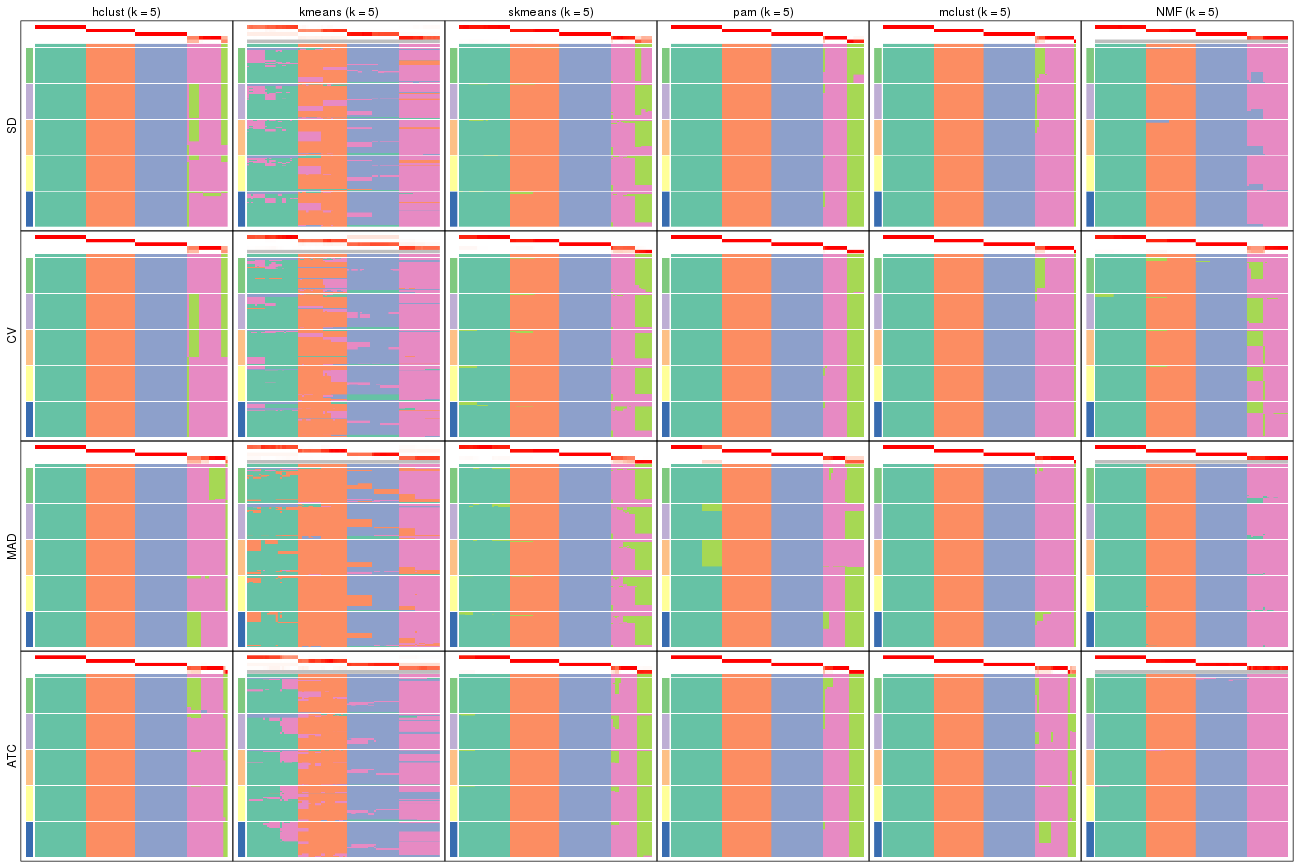 hclust (k = 5)
kmeans (k = 5)
skmeans (k = 5)
pam (k = 5)
mclust (k = 5)
NMF (k = 5)
SD
CV
MAD
ATC